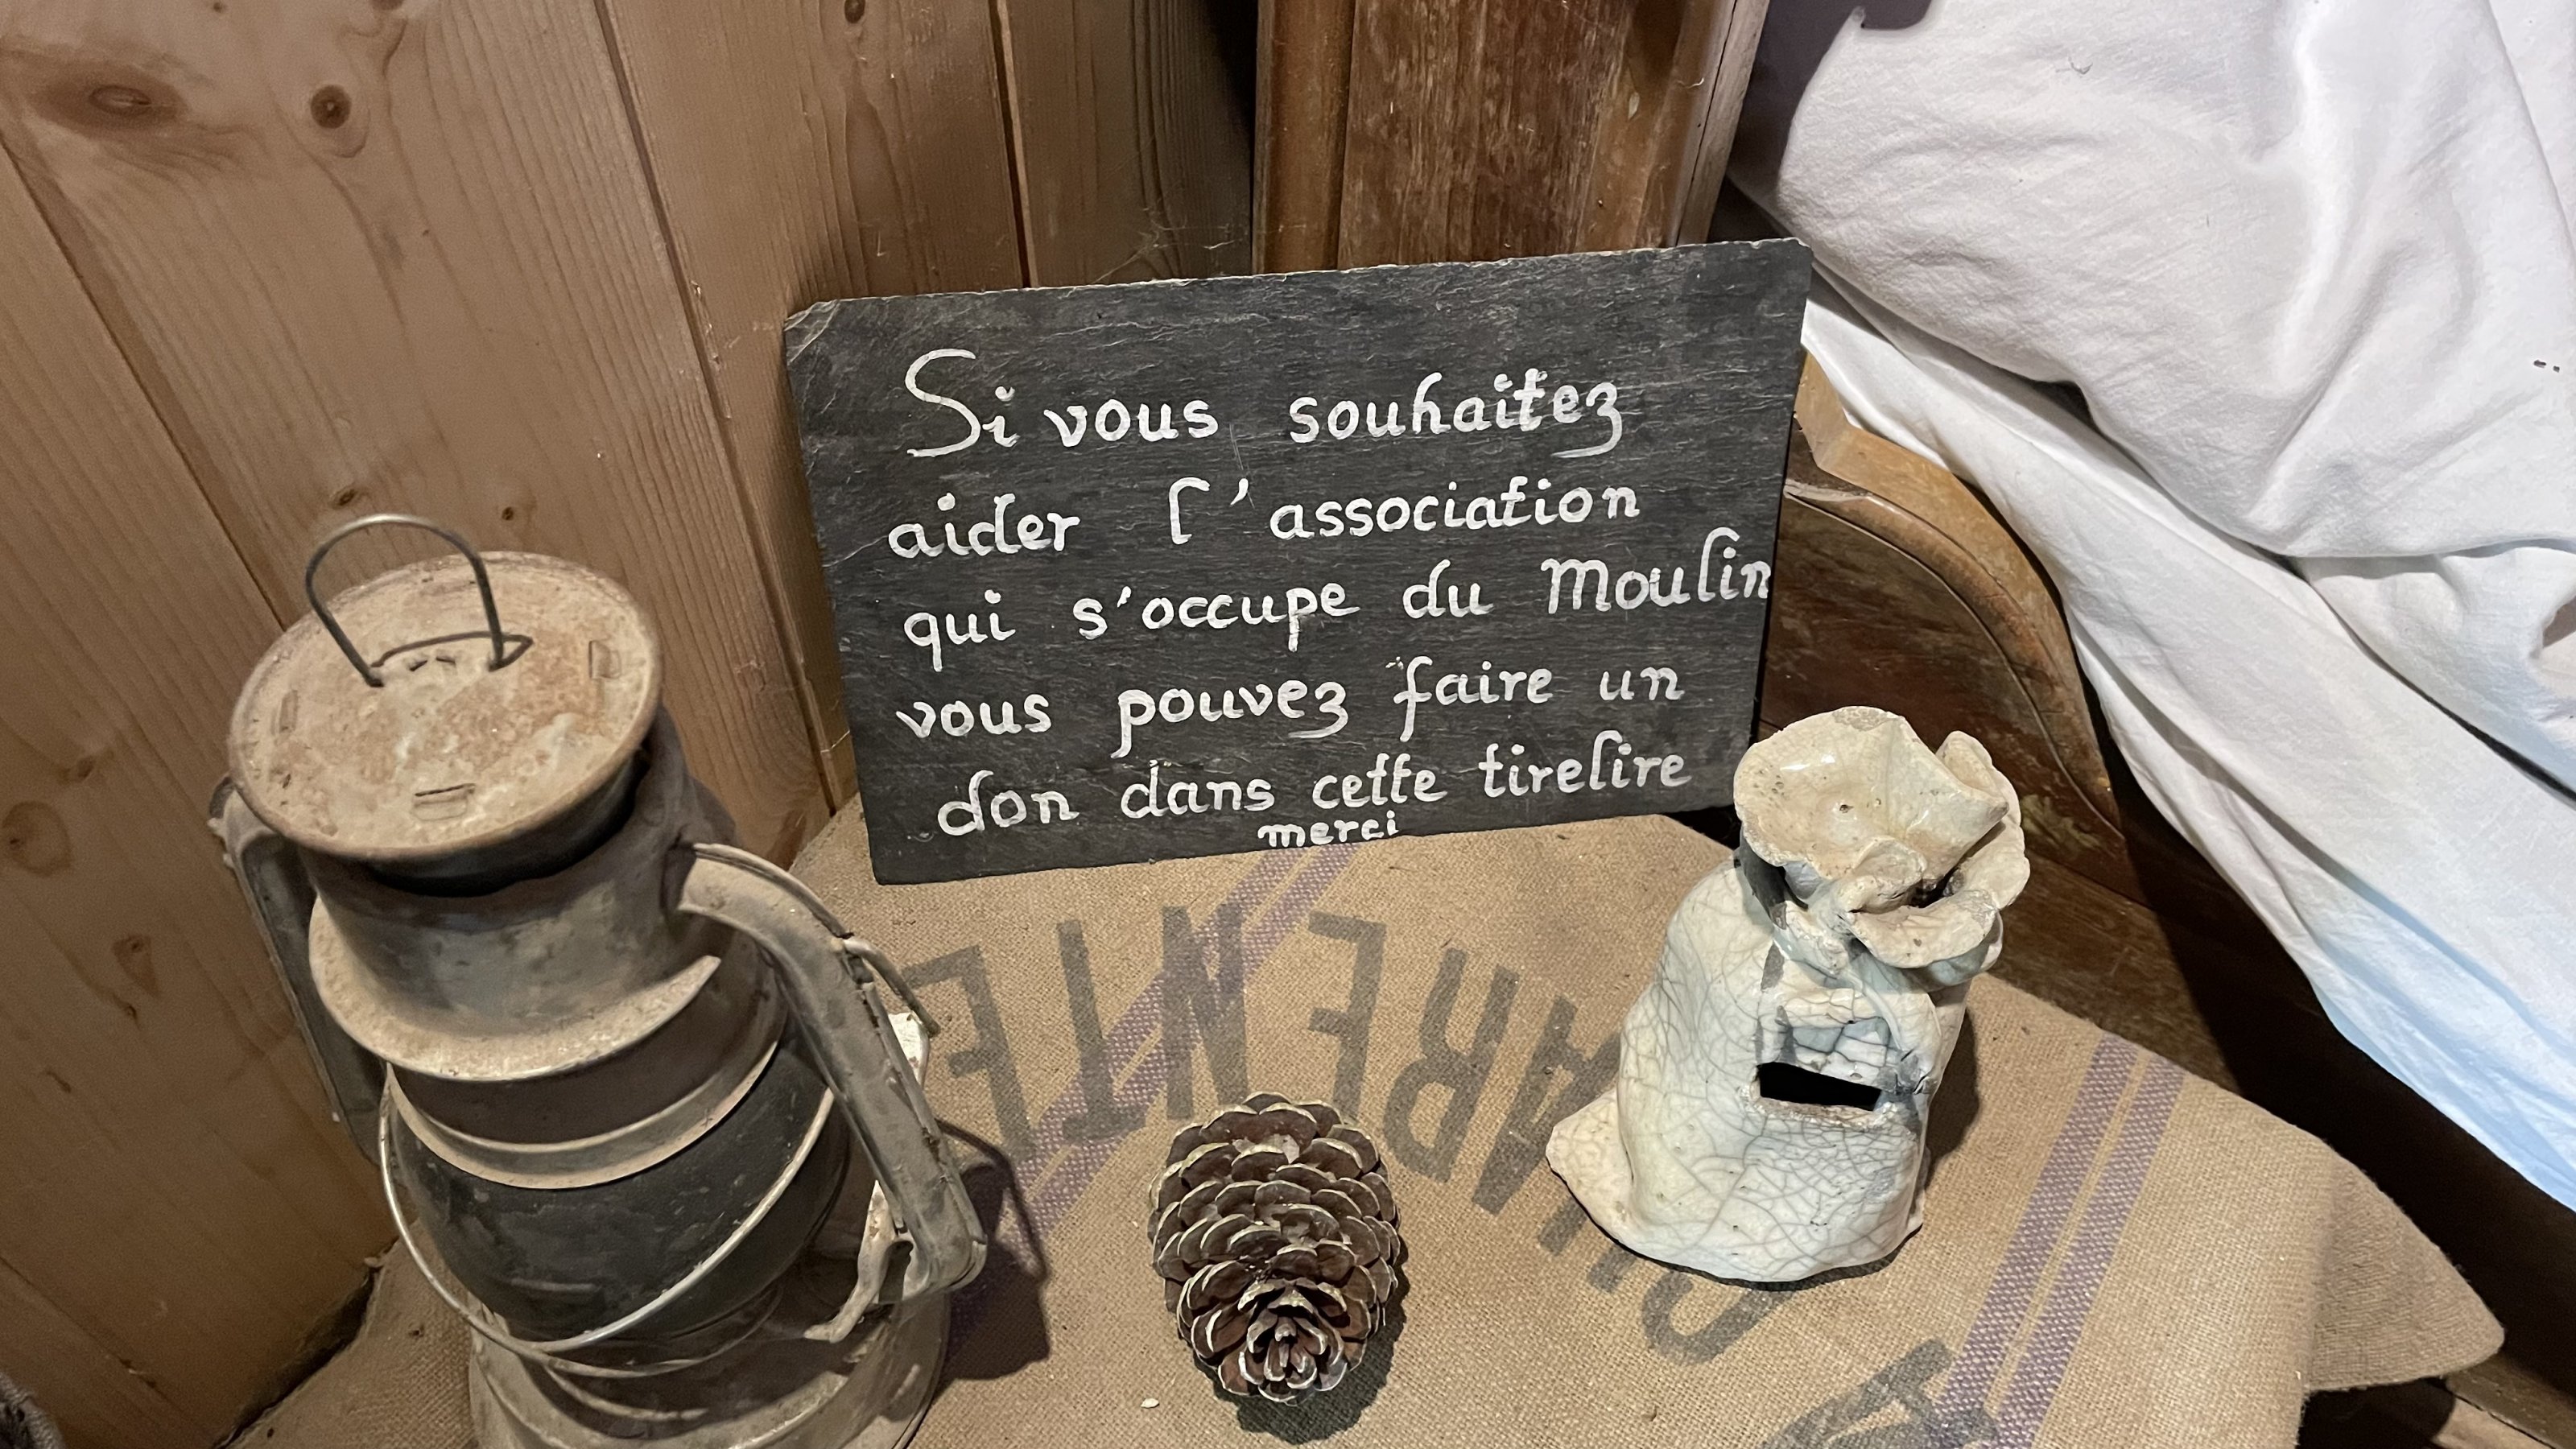 Si vous souhaitez
aider l'association
qui s'occupe du Moulin
vous pouvez faire un
don dans cette tirelire
merci